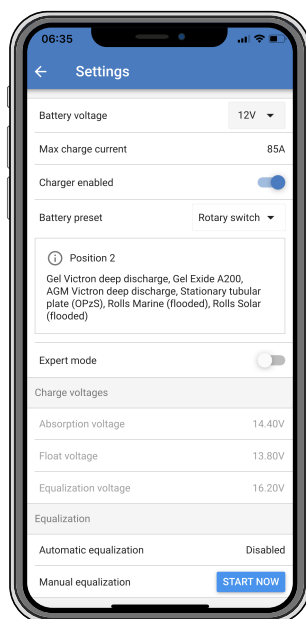 06:35
Settings
Battery voltage 12V
Max charge current 85A
Charger enabled
Battery preset Rotary switch
Position 2
Gel Victron deep discharge, Gel Exide A200,
AGM Victron deep discharge, Stationary tubular
plate (OPzS), Rolls Marine (flooded), Rolls Solar
(flooded)
Expert mode
Charge voltages
Absorption voltage 14.40V
Float voltage 13.80V
Equalization voltage 16.20V
Equalization
Automatic equalization Disabled
Manual equalization START NOW